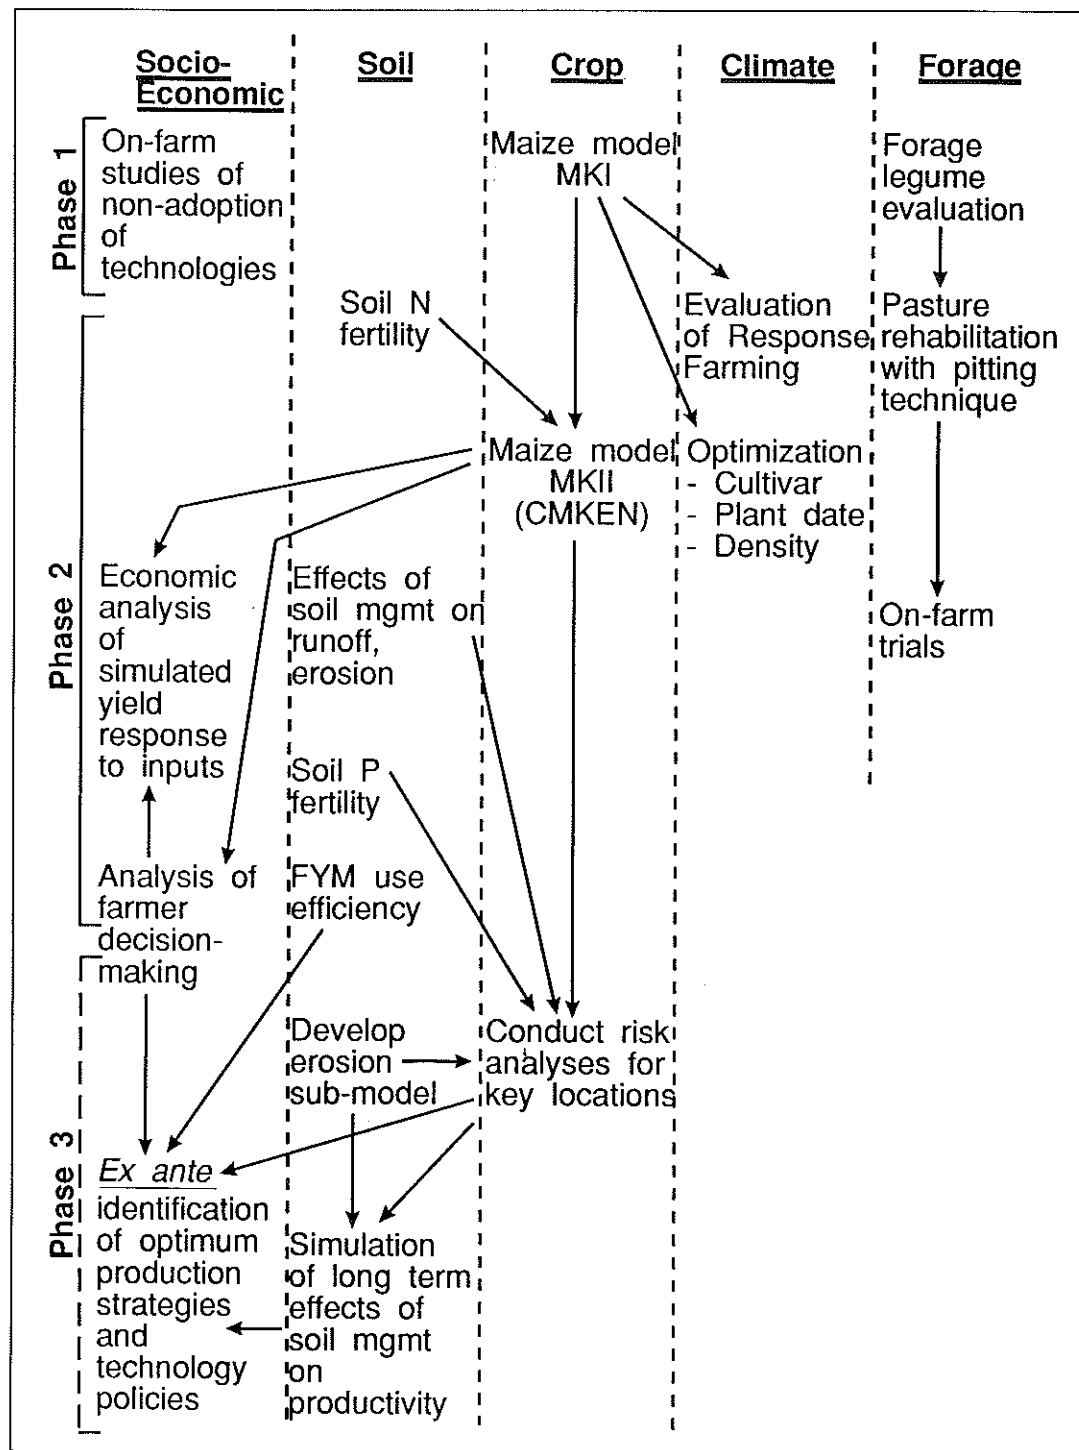 Socio-
Economic
Soil
Crop
Climate
Forage
Phase 1
On-farm
studies of
non-adoption
of
technologies
Maize model
MKI
Forage
legume
evaluation
Phase 2
Soil N
fertility
Evaluation
of Response
Farming
Pasture
rehabilitation
with pitting
technique
Maize model
MKII
(CMKEN)
Optimization
- Cultivar
- Plant date
- Density
Economic
analysis
of
simulated
yield
response
to inputs
Effects of
soil mgmt on
runoff,
erosion
On-farm
trials
Soil P
fertility
Analysis of
farmer
decision-
making
FYM use
efficiency
Phase 3
Develop
erosion
sub-model
Conduct risk
analyses for
key locations
Ex ante
identification
of optimum
production
strategies
and
technology
policies
Simulation
of long term
effects of
soil mgmt
on
productivity